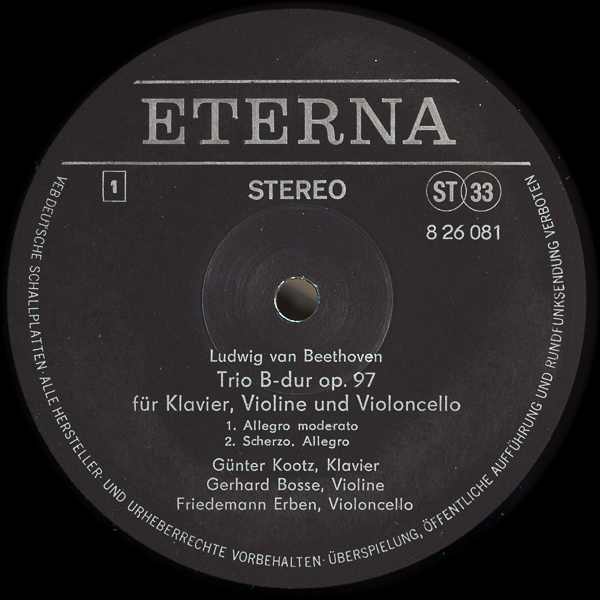 ETERNA
1
STEREO
ST 33
8 26 081
Ludwig van Beethoven
Trio B-dur op. 97
für Klavier, Violine und Violoncello
1. Allegro moderato
2. Scherzo. Allegro
Günter Kootz, Klavier
Gerhard Bosse, Violine
Friedemann Erben, Violoncello
VEB DEUTSCHE SCHALLPLATTEN · ALLE HERSTELLER- UND URHEBERRECHTE VORBEHALTEN · ÜBERSPIELUNG, ÖFFENTLICHE AUFFÜHRUNG UND RUNDFUNKSENDUNG VERBOTEN